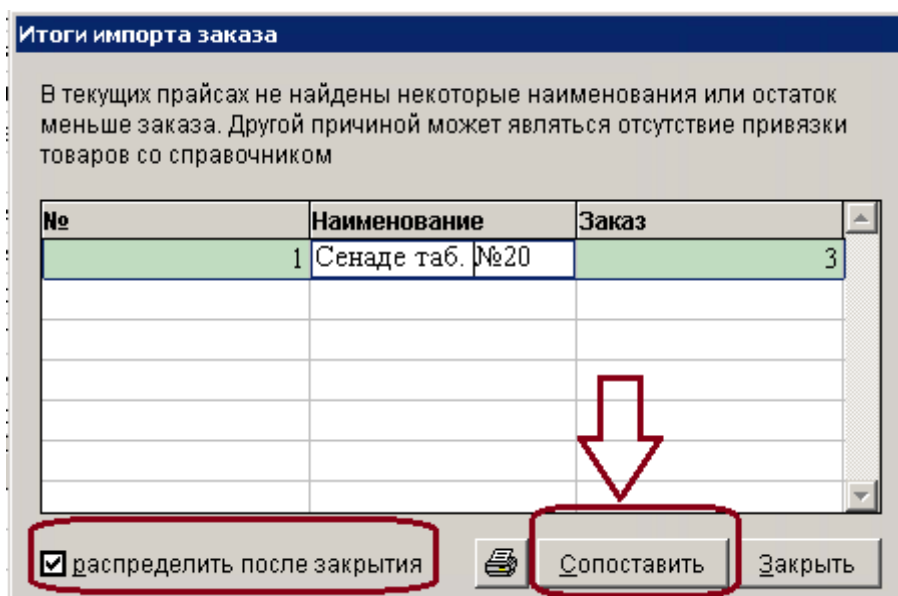 Итоги импорта заказа
В текущих прайсах не найдены некоторые наименования или остаток
меньше заказа. Другой причиной может являться отсутствие привязки
товаров со справочником
№ Наименование Заказ
1 Сенаде таб. №20 3
распределить после закрытия Сопоставить Закрыть